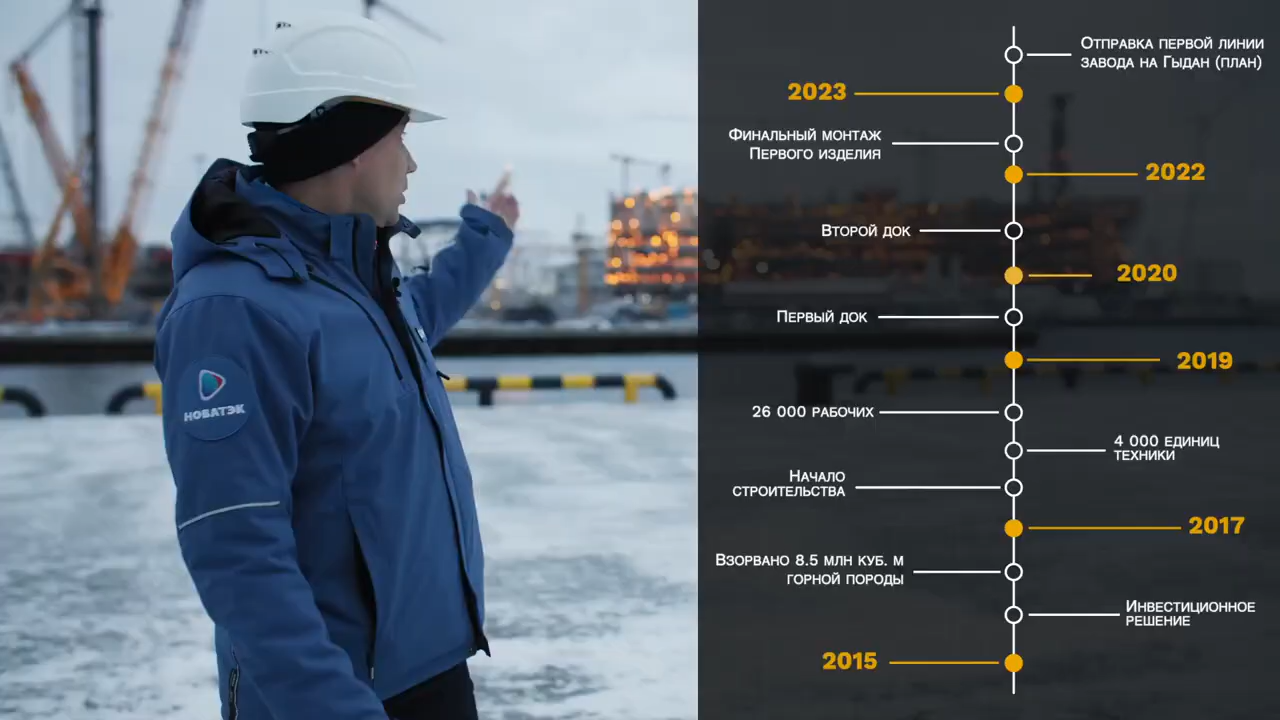 НОВАТЭК
Отправка первой линии
завода на Гыдан (план)
2023
Финальный монтаж
Первого изделия
2022
Второй док
2020
Первый док
2019
26 000 рабочих
4 000 единиц
техники
Начало
строительства
2017
Взорвано 8.5 млн куб. м
горной породы
Инвестиционное
решение
2015